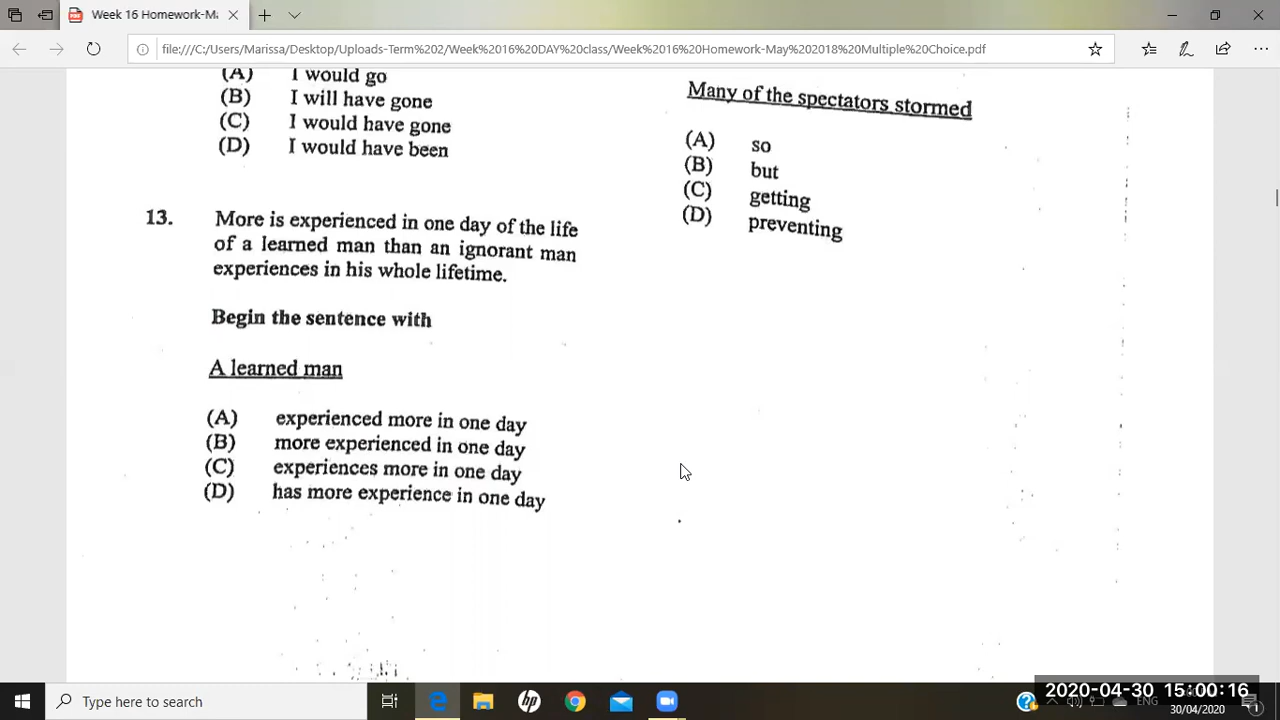 Week 16 Homework-Ma
file:///C:/Users/Marissa/Desktop/Uploads-Term%202/Week%2016%20DAY%20class/Week%2016%20Homework-May%202018%20Multiple%20Choice.pdf
(A) I would go
(B) I will have gone
(C) I would have gone
(D) I would have been
13. More is experienced in one day of the life
of a learned man than an ignorant man
experiences in his whole lifetime.
Begin the sentence with
A learned man
(A) experienced more in one day
(B) more experienced in one day
(C) experiences more in one day
(D) has more experience in one day
Many of the spectators stormed
(A) so
(B) but
(C) getting
(D) preventing
Type here to search
2020-04-30 15:00:16
ENG
30/04/2020